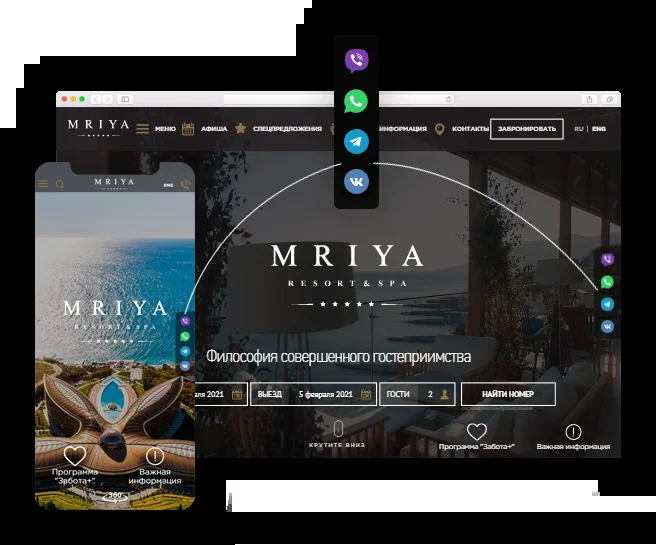 MRIYA
МЕНЮ
АФИША
СПЕЦПРЕДЛОЖЕНИЯ
ИНФОРМАЦИЯ
КОНТАКТЫ
ЗАБРОНИРОВАТЬ
RU | ENG
MRIYA
RESORT & SPA
Философия совершенного гостеприимства
2021
ВЫЕЗД 5 февраля 2021
ГОСТИ 2
НАЙТИ НОМЕР
КРУТИТЕ ВНИЗ
Программа "Забота+"
Важная информация
MRIYA
ENG
MRIYA
RESORT & SPA
Программа
"Забота+"
Важная
информация
360